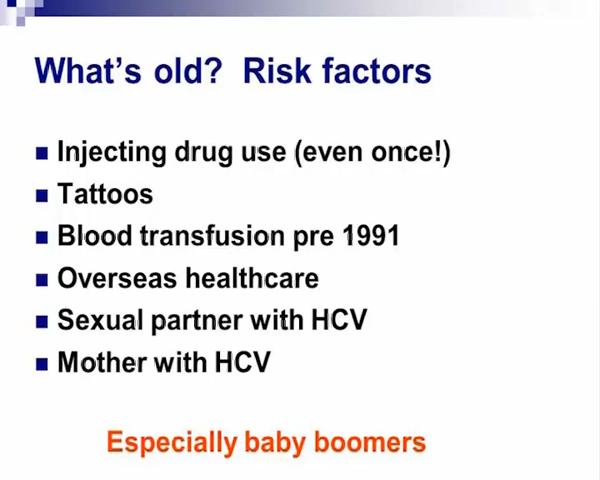 What's old? Risk factors
Injecting drug use (even once!)
Tattoos
Blood transfusion pre 1991
Overseas healthcare
Sexual partner with HCV
Mother with HCV
Especially baby boomers